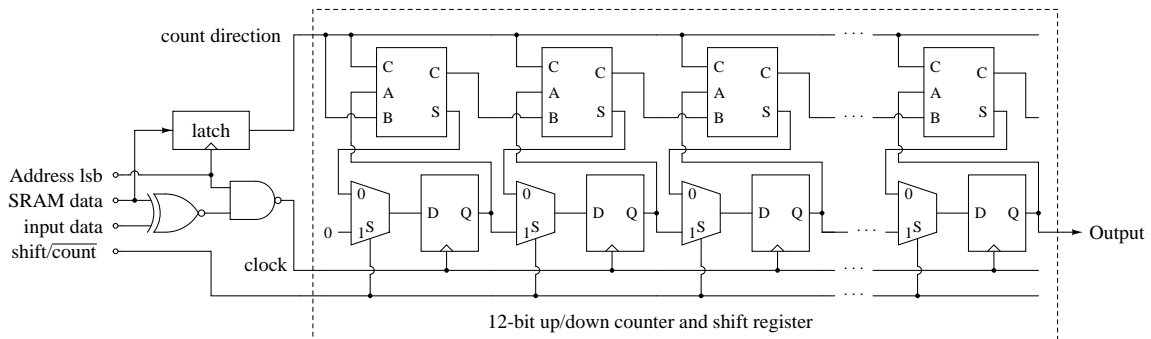 count direction
C
A
B
C
S
C
A
B
C
S
C
A
B
C
S
C
A
B
C
S
. . .
. . .
latch
Address lsb
SRAM data
input data
shift/count
0
0
1
S
D
Q
0
1
S
D
Q
0
1
S
D
Q
. . .
0
1
S
D
Q
Output
clock
. . .
. . .
12-bit up/down counter and shift register